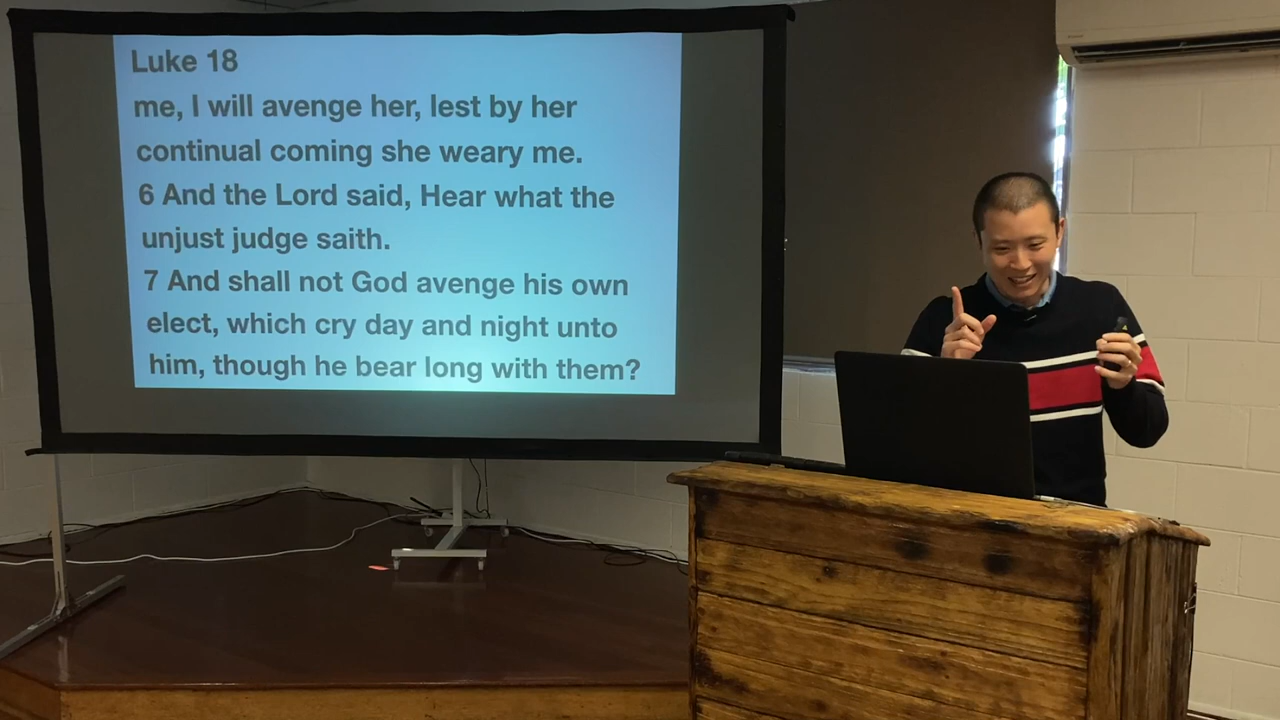 Luke 18
me, I will avenge her, lest by her
continual coming she weary me.
6 And the Lord said, Hear what the
unjust judge saith.
7 And shall not God avenge his own
elect, which cry day and night unto
him, though he bear long with them?